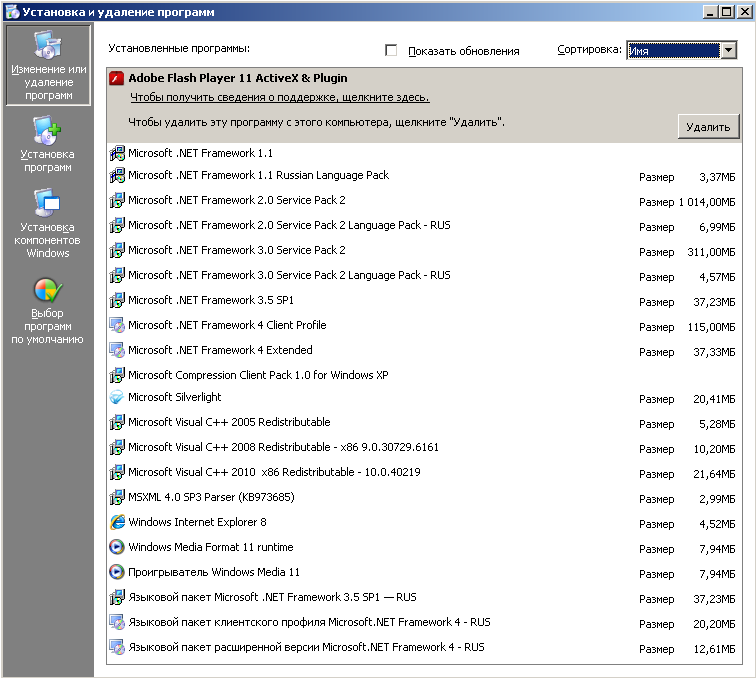 Установка и удаление программ
Изменение или
удаление
программ
Установка
программ
Установка
компонентов
Windows
Выбор
программ
по умолчанию
Установленные программы:
Показать обновления
Сортировка: Имя
Adobe Flash Player 11 ActiveX & Plugin
Чтобы получить сведения о поддержке, щелкните здесь.
Чтобы удалить эту программу с этого компьютера, щелкните "Удалить".
Удалить
Microsoft .NET Framework 1.1
Microsoft .NET Framework 1.1 Russian Language Pack Размер 3,37МБ
Microsoft .NET Framework 2.0 Service Pack 2 Размер 1 014,00МБ
Microsoft .NET Framework 2.0 Service Pack 2 Language Pack - RUS Размер 6,99МБ
Microsoft .NET Framework 3.0 Service Pack 2 Размер 311,00МБ
Microsoft .NET Framework 3.0 Service Pack 2 Language Pack - RUS Размер 4,57МБ
Microsoft .NET Framework 3.5 SP1 Размер 37,23МБ
Microsoft .NET Framework 4 Client Profile Размер 115,00МБ
Microsoft .NET Framework 4 Extended Размер 37,33МБ
Microsoft Compression Client Pack 1.0 for Windows XP
Microsoft Silverlight Размер 20,41МБ
Microsoft Visual C++ 2005 Redistributable Размер 5,28МБ
Microsoft Visual C++ 2008 Redistributable - x86 9.0.30729.6161 Размер 10,20МБ
Microsoft Visual C++ 2010 x86 Redistributable - 10.0.40219 Размер 21,64МБ
MSXML 4.0 SP3 Parser (KB973685) Размер 2,99МБ
Windows Internet Explorer 8 Размер 4,52МБ
Windows Media Format 11 runtime Размер 7,94МБ
Проигрыватель Windows Media 11 Размер 7,94МБ
Языковой пакет Microsoft .NET Framework 3.5 SP1 — RUS Размер 37,23МБ
Языковой пакет клиентского профиля Microsoft.NET Framework 4 - RUS Размер 20,20МБ
Языковой пакет расширенной версии Microsoft.NET Framework 4 - RUS Размер 12,61МБ